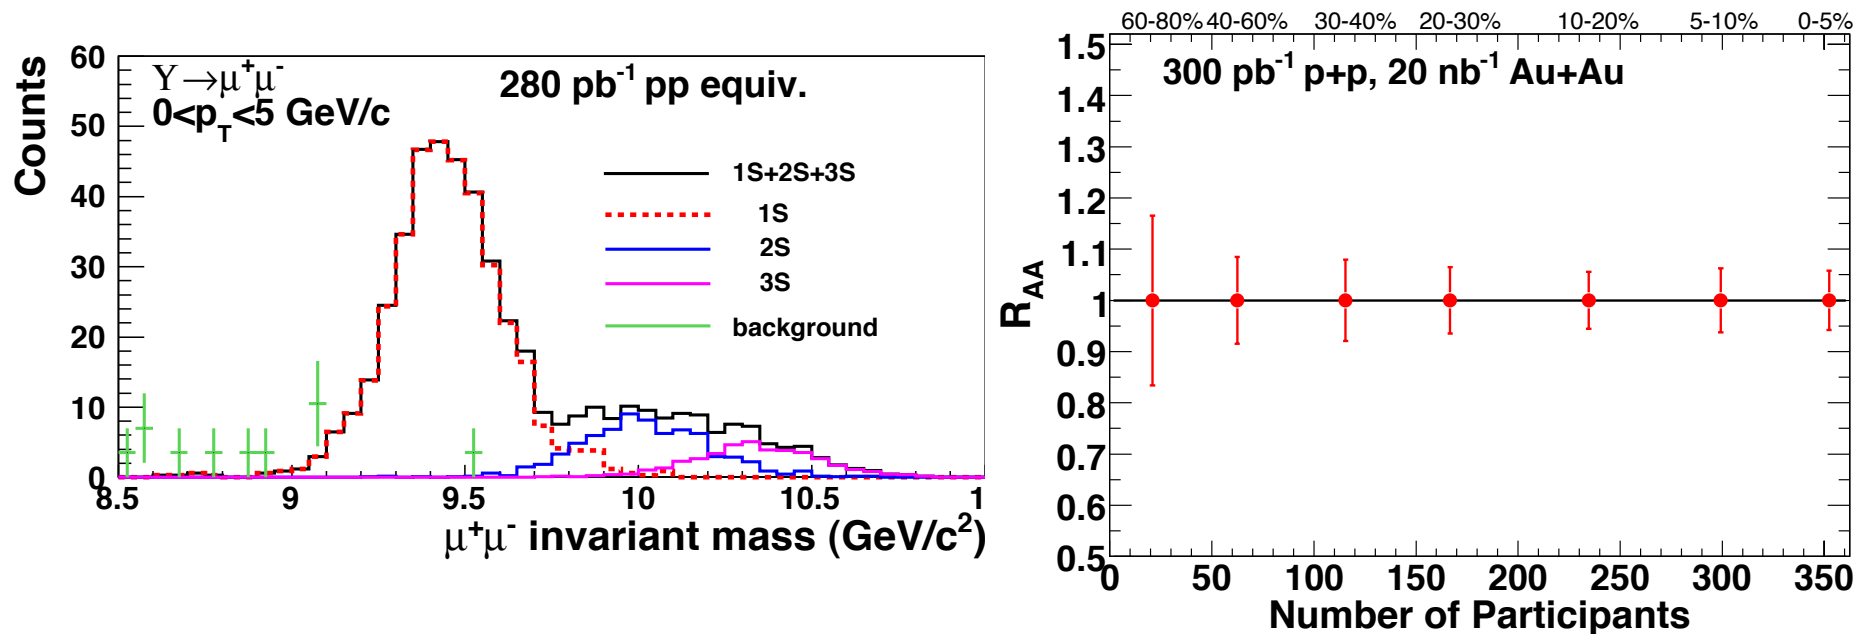 60
50
40
30
20
10
0
Counts
Υ→μ⁺μ⁻
0<p_T<5 GeV/c
280 pb⁻¹ pp equiv.
1S+2S+3S
1S
2S
3S
background
8.5 9 9.5 10 10.5 1
μ⁺μ⁻ invariant mass (GeV/c²)
60-80% 40-60% 30-40% 20-30% 10-20% 5-10% 0-5%
300 pb⁻¹ p+p, 20 nb⁻¹ Au+Au
1.5
1.4
1.3
1.2
1.1
1
0.9
0.8
0.7
0.6
0.5
R_AA
0 50 100 150 200 250 300 350
Number of Participants